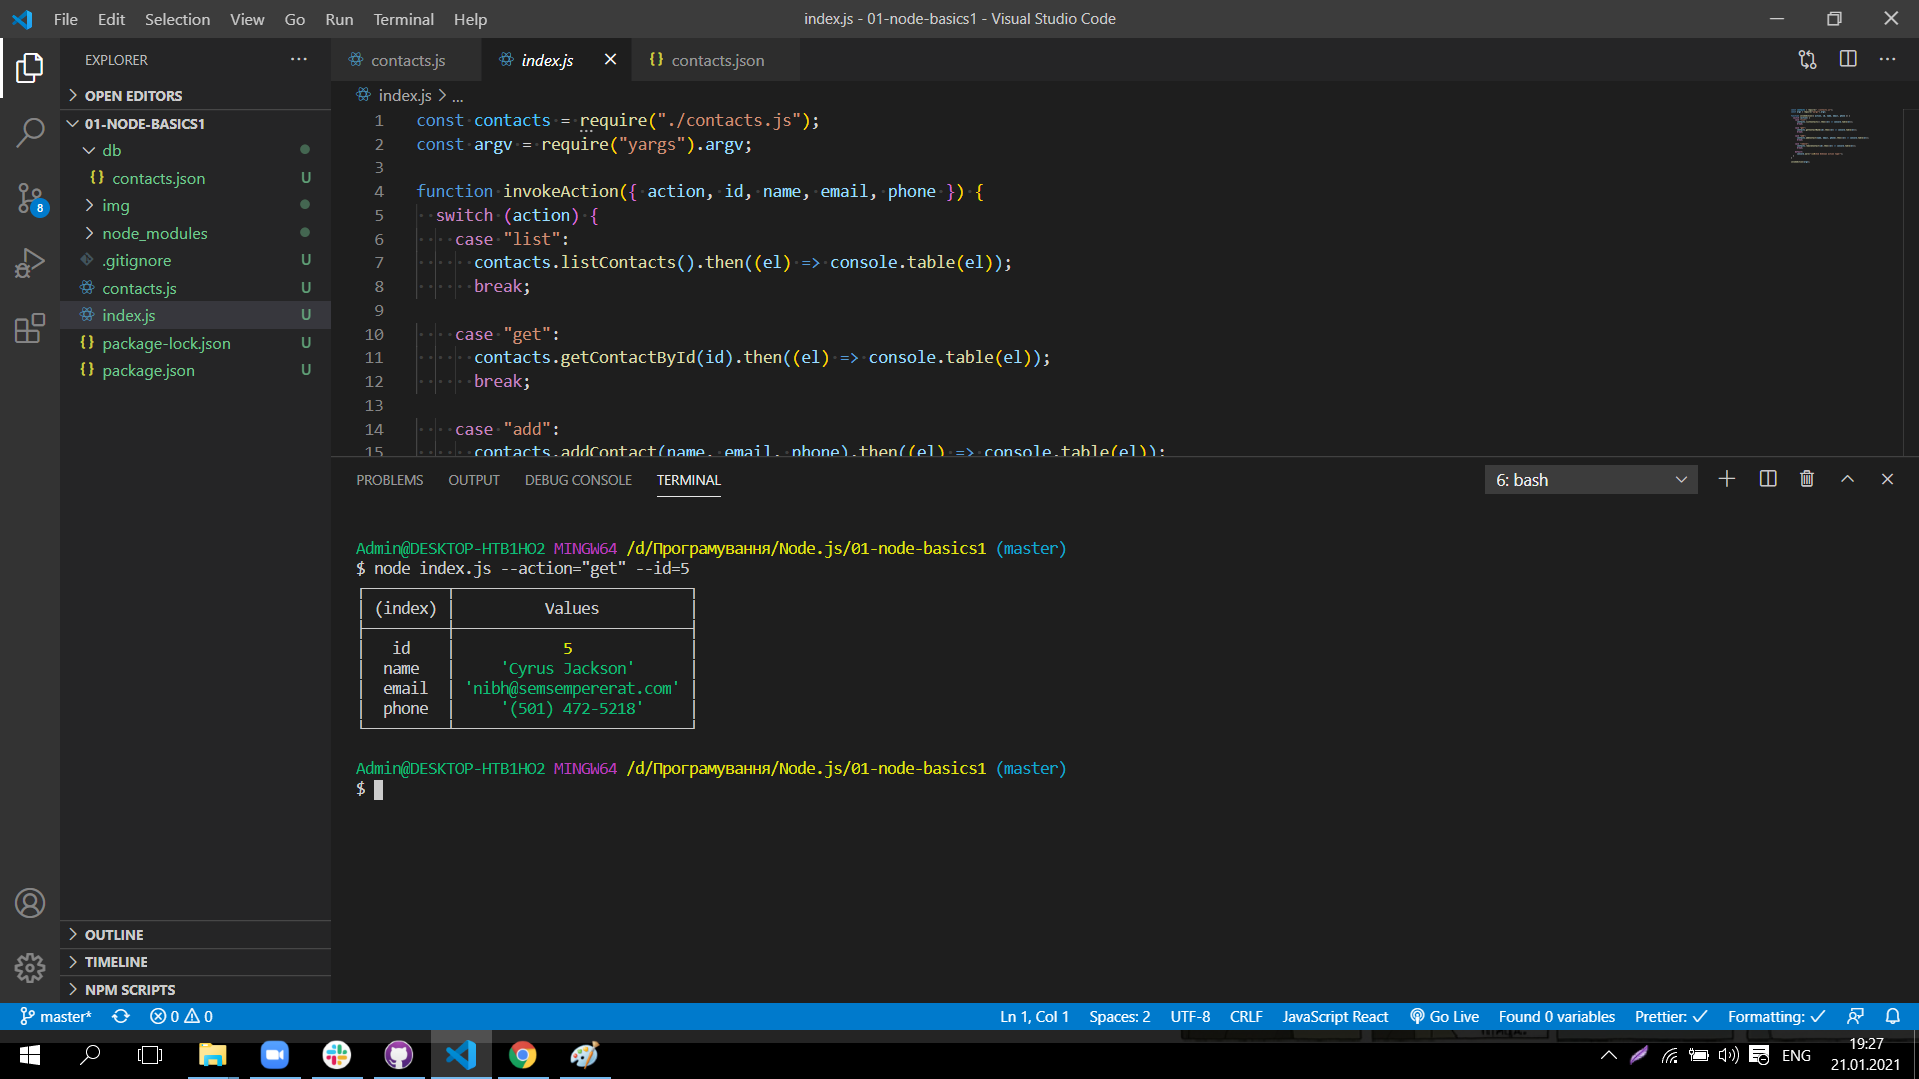 File Edit Selection View Go Run Terminal Help
index.js - 01-node-basics1 - Visual Studio Code
EXPLORER
OPEN EDITORS
01-NODE-BASICS1
db
contacts.json U
img
node_modules
.gitignore U
contacts.js U
index.js U
package-lock.json U
package.json U
8
OUTLINE
TIMELINE
NPM SCRIPTS
contacts.js index.js contacts.json
index.js > ...
1 const contacts = require("./contacts.js");
2 const argv = require("yargs").argv;
3
4 function invokeAction({ action, id, name, email, phone }) {
5 switch (action) {
6 case "list":
7 contacts.listContacts().then((el) => console.table(el));
8 break;
9
10 case "get":
11 contacts.getContactById(id).then((el) => console.table(el));
12 break;
13
14 case "add":
15 contacts.addContact(name, email, phone).then((el) => console.table(el));
PROBLEMS OUTPUT DEBUG CONSOLE TERMINAL
6: bash
Admin@DESKTOP-HTB1HO2 MINGW64 /d/Програмування/Node.js/01-node-basics1 (master)
$ node index.js --action="get" --id=5
(index) Values
id 5
name 'Cyrus Jackson'
email 'nibh@semsempererat.com'
phone '(501) 472-5218'
Admin@DESKTOP-HTB1HO2 MINGW64 /d/Програмування/Node.js/01-node-basics1 (master)
$
master* 0 0 Ln 1, Col 1 Spaces: 2 UTF-8 CRLF JavaScript React Go Live Found 0 variables Prettier: ✓ Formatting: ✓
ENG
19:27
21.01.2021